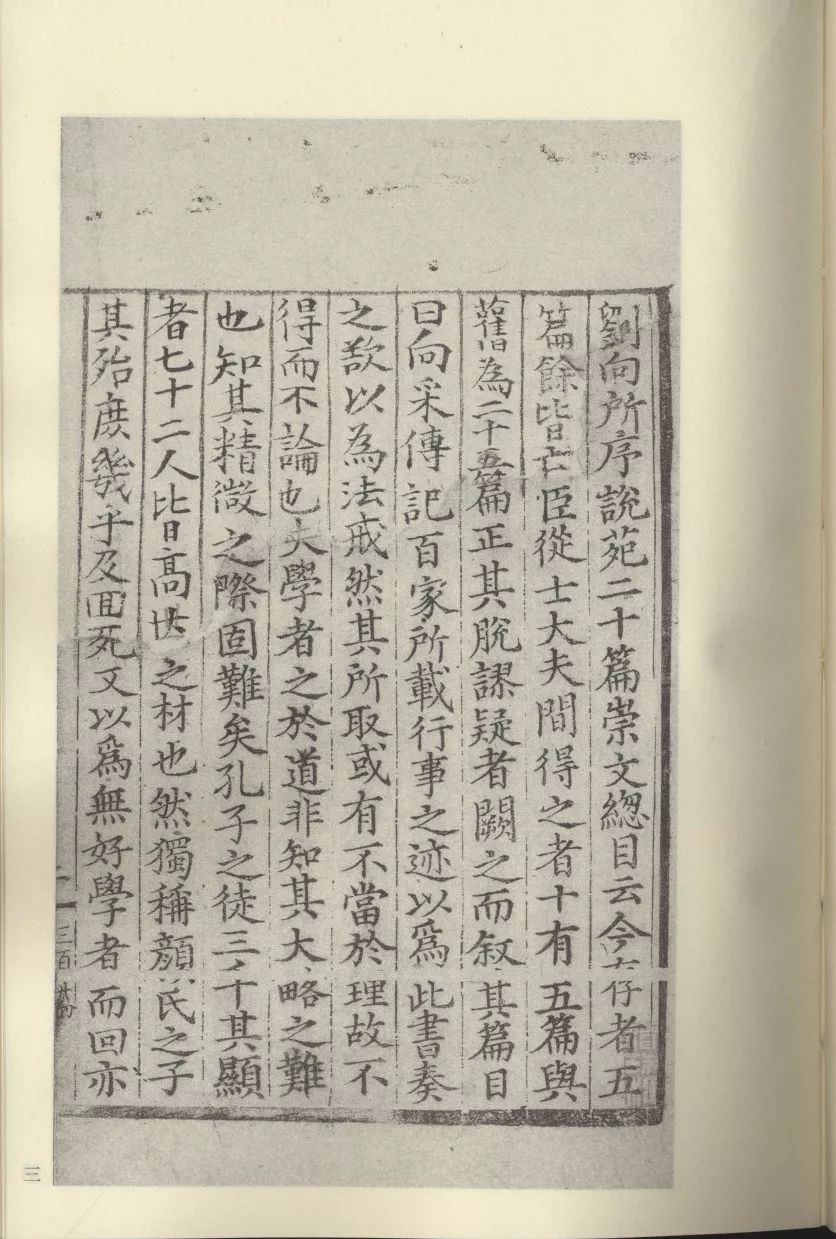 劉向所序説苑二十篇崇文緫目云今存者五
篇餘皆亡臣從士大夫間得之者十有五篇與
舊為二十五篇正其脫謬疑者闕之而叙其篇目
曰向采傳記百家所載行事之迹以爲此書奏
之欲以為法戒然其所取或有不當於理故不
得而不論也夫學者之於道非知其大略之難
也知其精微之際固難矣孔子之徒三千其顯
者七十二人皆高世之材也然獨稱顔氏之子
其殆庶幾乎及回死又以爲無好學者而回亦
三